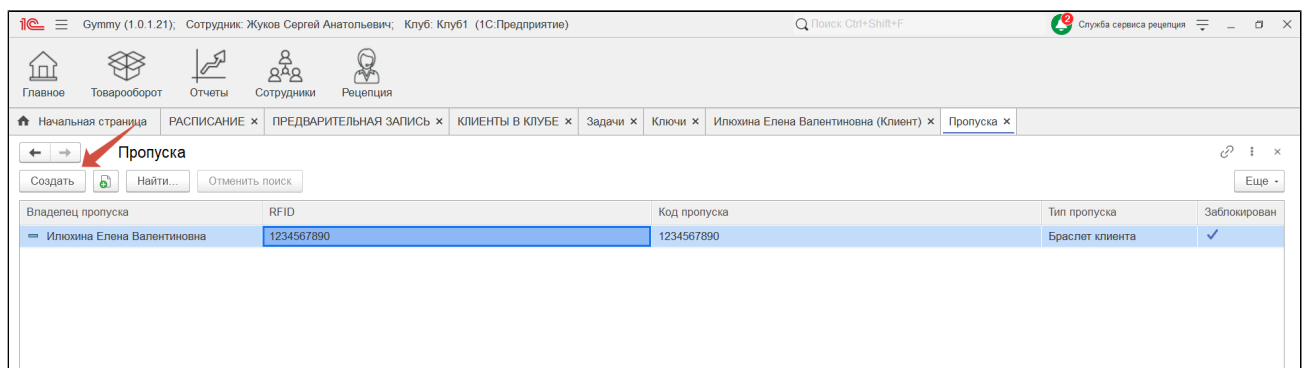 Gymmy (1.0.1.21); Сотрудник: Жуков Сергей Анатольевич; Клуб: Клуб1 (1С:Предприятие) Поиск Ctrl+Shift+F 2 Служба сервиса рецепция
Главное Товарооборот Отчеты Сотрудники Рецепция
Начальная страница РАСПИСАНИЕ × ПРЕДВАРИТЕЛЬНАЯ ЗАПИСЬ × КЛИЕНТЫ В КЛУБЕ × Задачи × Ключи × Илюхина Елена Валентиновна (Клиент) × Пропуска ×
Пропуска
Создать Найти... Отменить поиск Еще
Владелец пропуска RFID Код пропуска Тип пропуска Заблокирован
Илюхина Елена Валентиновна 1234567890 1234567890 Браслет клиента